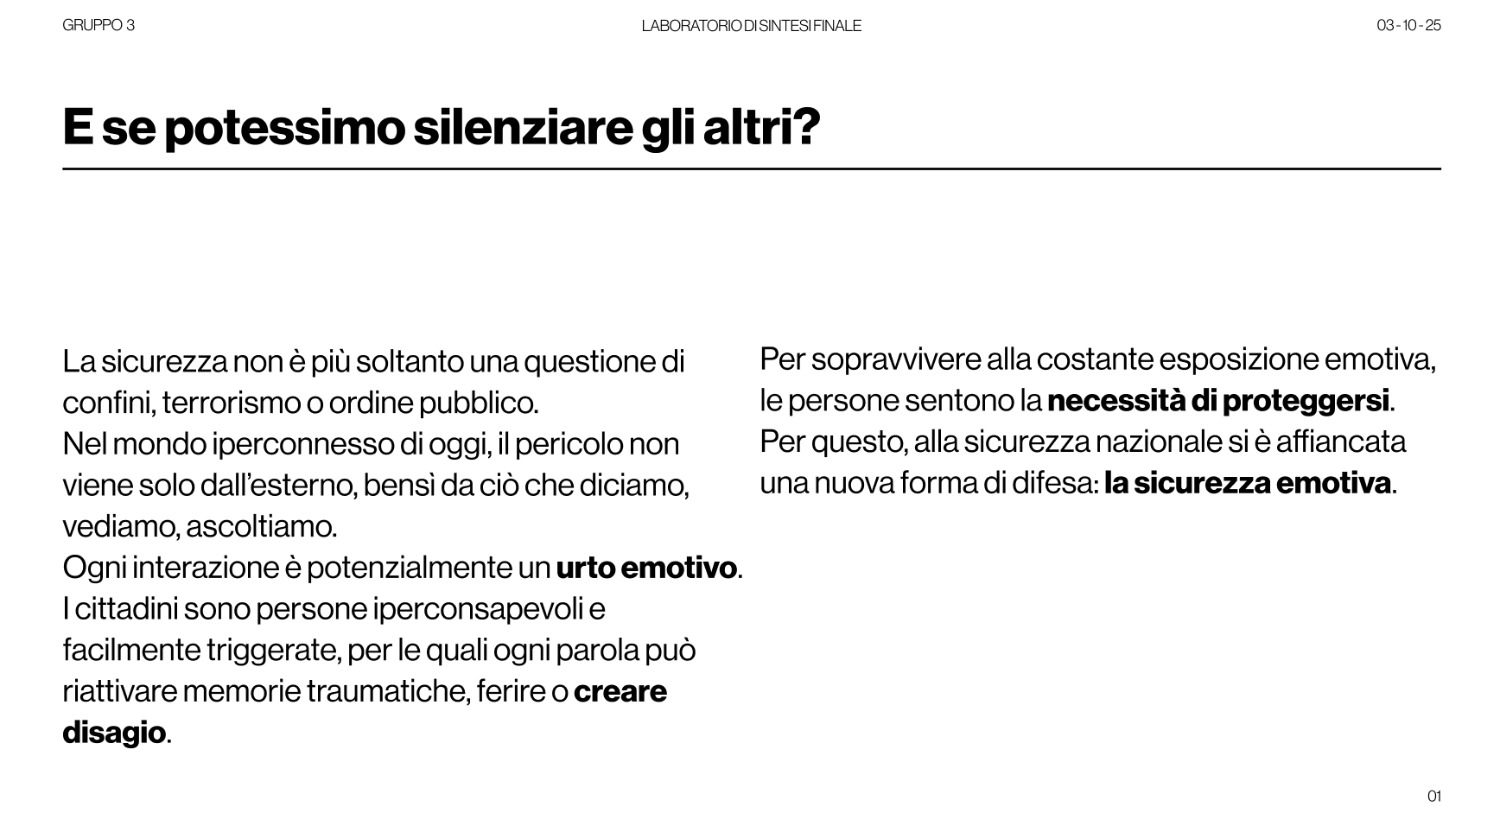 GRUPPO 3
LABORATORIO DI SINTESI FINALE
03-10-25
E se potessimo silenziare gli altri?
La sicurezza non è più soltanto una questione di
confini, terrorismo o ordine pubblico.
Nel mondo iperconnesso di oggi, il pericolo non
viene solo dall'esterno, bensì da ciò che diciamo,
vediamo, ascoltiamo.
Ogni interazione è potenzialmente un urto emotivo.
I cittadini sono persone iperconsapevoli e
facilmente triggerate, per le quali ogni parola può
riattivare memorie traumatiche, ferire o creare
disagio.
Per sopravvivere alla costante esposizione emotiva,
le persone sentono la necessità di proteggersi.
Per questo, alla sicurezza nazionale si è affiancata
una nuova forma di difesa: la sicurezza emotiva.
01